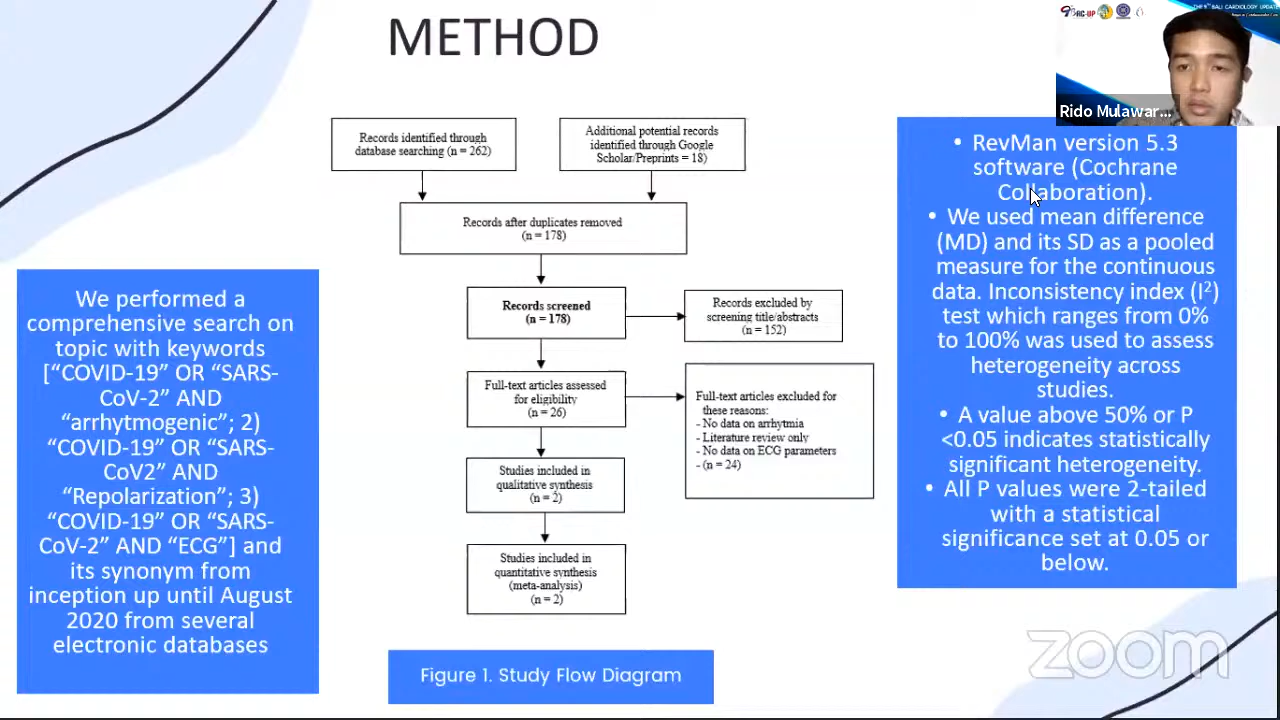 METHOD
THE 9TH BALI CARDIOLOGY UPDATE
Rido Mulawar...
Records identified through
database searching (n = 262)
Additional potential records
identified through Google
Scholar/Preprints = 18)
Records after duplicates removed
(n = 178)
Records screened
(n = 178)
Records excluded by
screening title/abstracts
(n = 152)
Full-text articles assessed
for eligibility
(n = 26)
Full-text articles excluded for
these reasons:
- No data on arrhytmia
- Literature review only
- No data on ECG parameters
- (n = 24)
Studies included in
qualitative synthesis
(n = 2)
Studies included in
quantitative synthesis
(meta-analysis)
(n = 2)
Figure 1. Study Flow Diagram
We performed a
comprehensive search on
topic with keywords
[“COVID-19” OR “SARS-
CoV-2” AND
“arrhytmogenic”; 2)
“COVID-19” OR “SARS-
CoV2” AND
“Repolarization”; 3)
“COVID-19” OR “SARS-
CoV-2” AND “ECG”] and
its synonym from
inception up until August
2020 from several
electronic databases
• RevMan version 5.3
software (Cochrane
Collaboration).
• We used mean difference
(MD) and its SD as a pooled
measure for the continuous
data. Inconsistency index (I²)
test which ranges from 0%
to 100% was used to assess
heterogeneity across
studies.
• A value above 50% or P
<0.05 indicates statistically
significant heterogeneity.
• All P values were 2-tailed
with a statistical
significance set at 0.05 or
below.
zoom